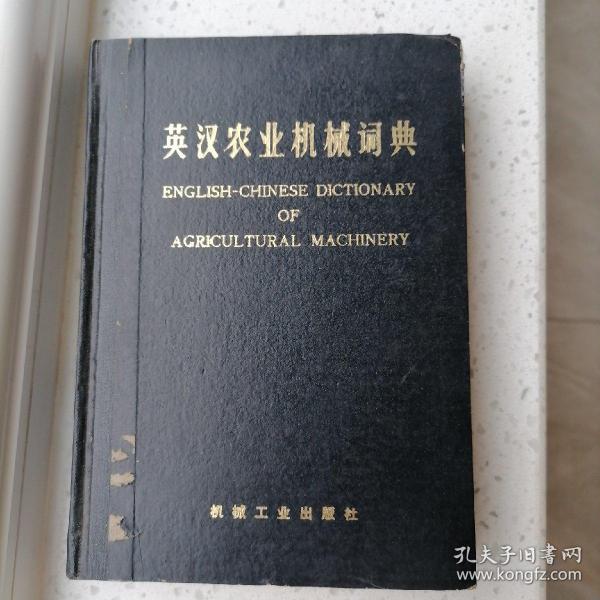 英汉农业机械词典
ENGLISH-CHINESE DICTIONARY
OF
AGRICULTURAL MACHINERY
机械工业出版社
孔夫子旧书网
www.kongfz.com